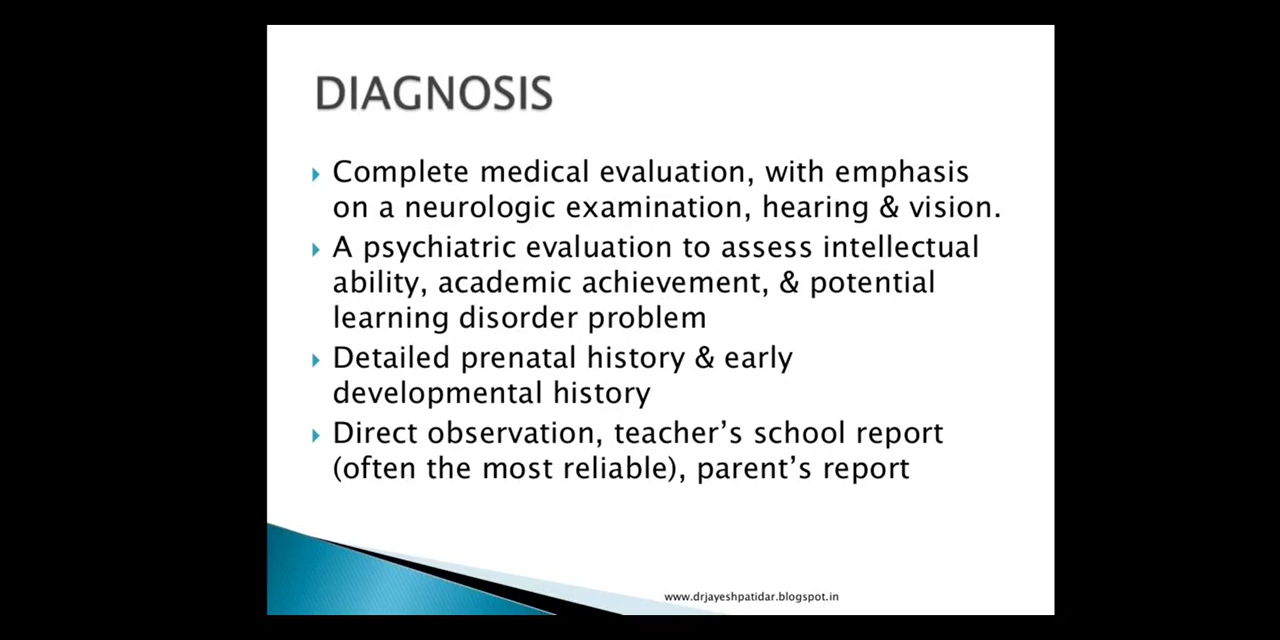 DIAGNOSIS
Complete medical evaluation, with emphasis
on a neurologic examination, hearing & vision.
A psychiatric evaluation to assess intellectual
ability, academic achievement, & potential
learning disorder problem
Detailed prenatal history & early
developmental history
Direct observation, teacher’s school report
(often the most reliable), parent’s report
www.drjayeshpatidar.blogspot.in